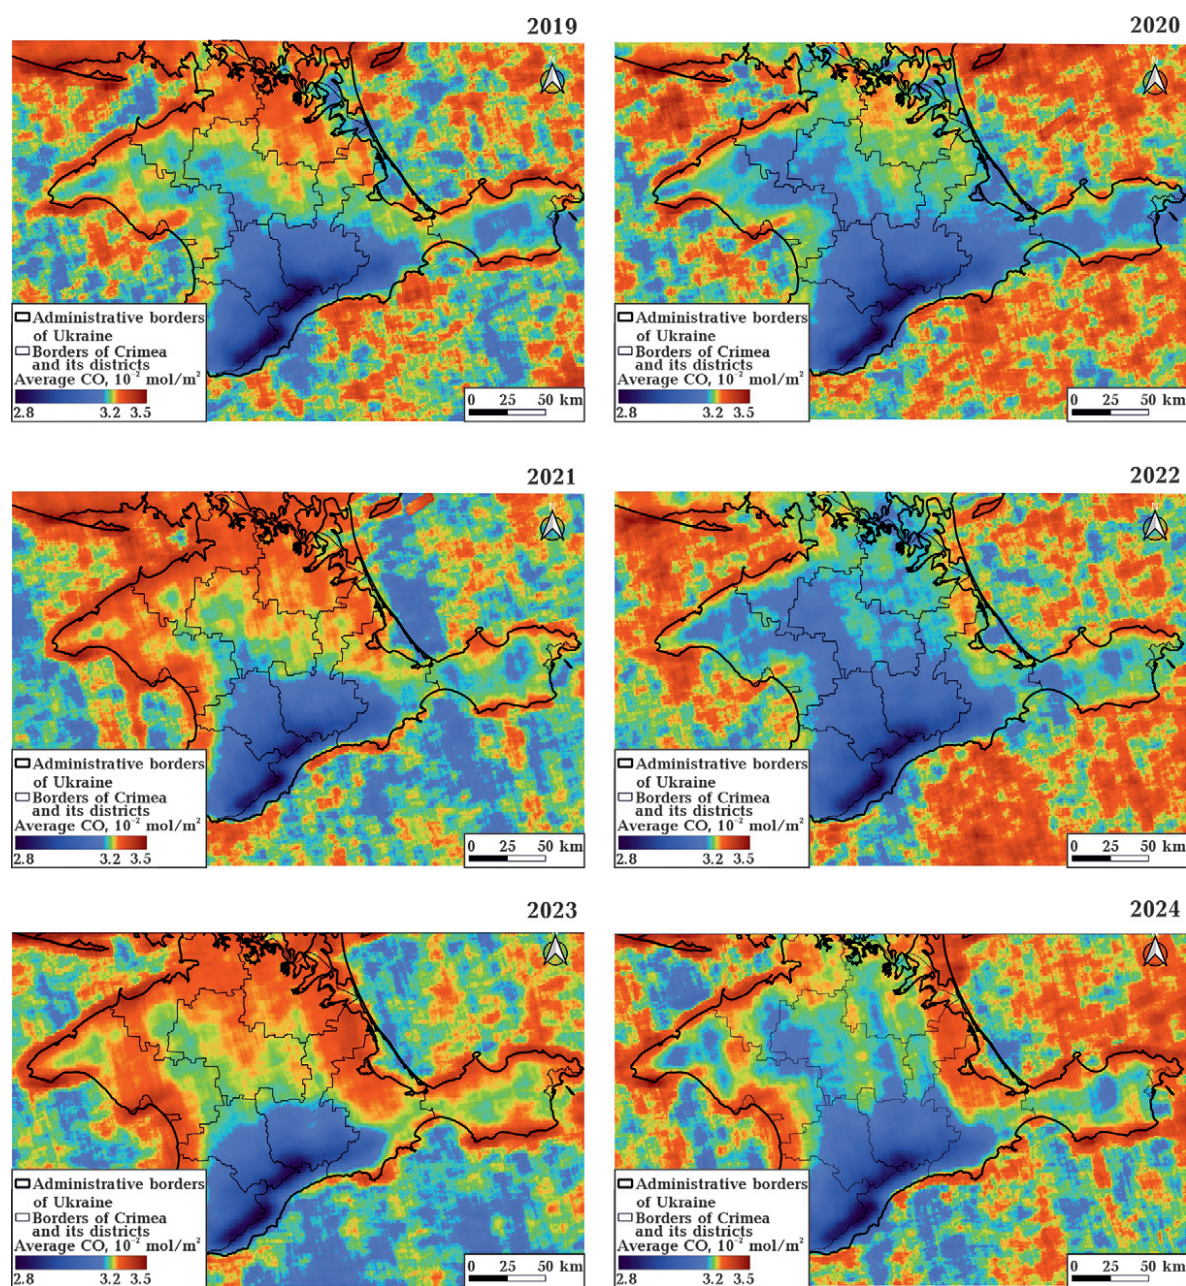 2019
2020
Administrative borders
of Ukraine
Borders of Crimea
and its districts
Average CO, 10⁻² mol/m²
2.8 3.2 3.5
0 25 50 km
Administrative borders
of Ukraine
Borders of Crimea
and its districts
Average CO, 10⁻² mol/m²
2.8 3.2 3.5
0 25 50 km
2021
2022
Administrative borders
of Ukraine
Borders of Crimea
and its districts
Average CO, 10⁻² mol/m²
2.8 3.2 3.5
0 25 50 km
Administrative borders
of Ukraine
Borders of Crimea
and its districts
Average CO, 10⁻² mol/m²
2.8 3.2 3.5
0 25 50 km
2023
2024
Administrative borders
of Ukraine
Borders of Crimea
and its districts
Average CO, 10⁻² mol/m²
2.8 3.2 3.5
0 25 50 km
Administrative borders
of Ukraine
Borders of Crimea
and its districts
Average CO, 10⁻² mol/m²
2.8 3.2 3.5
0 25 50 km